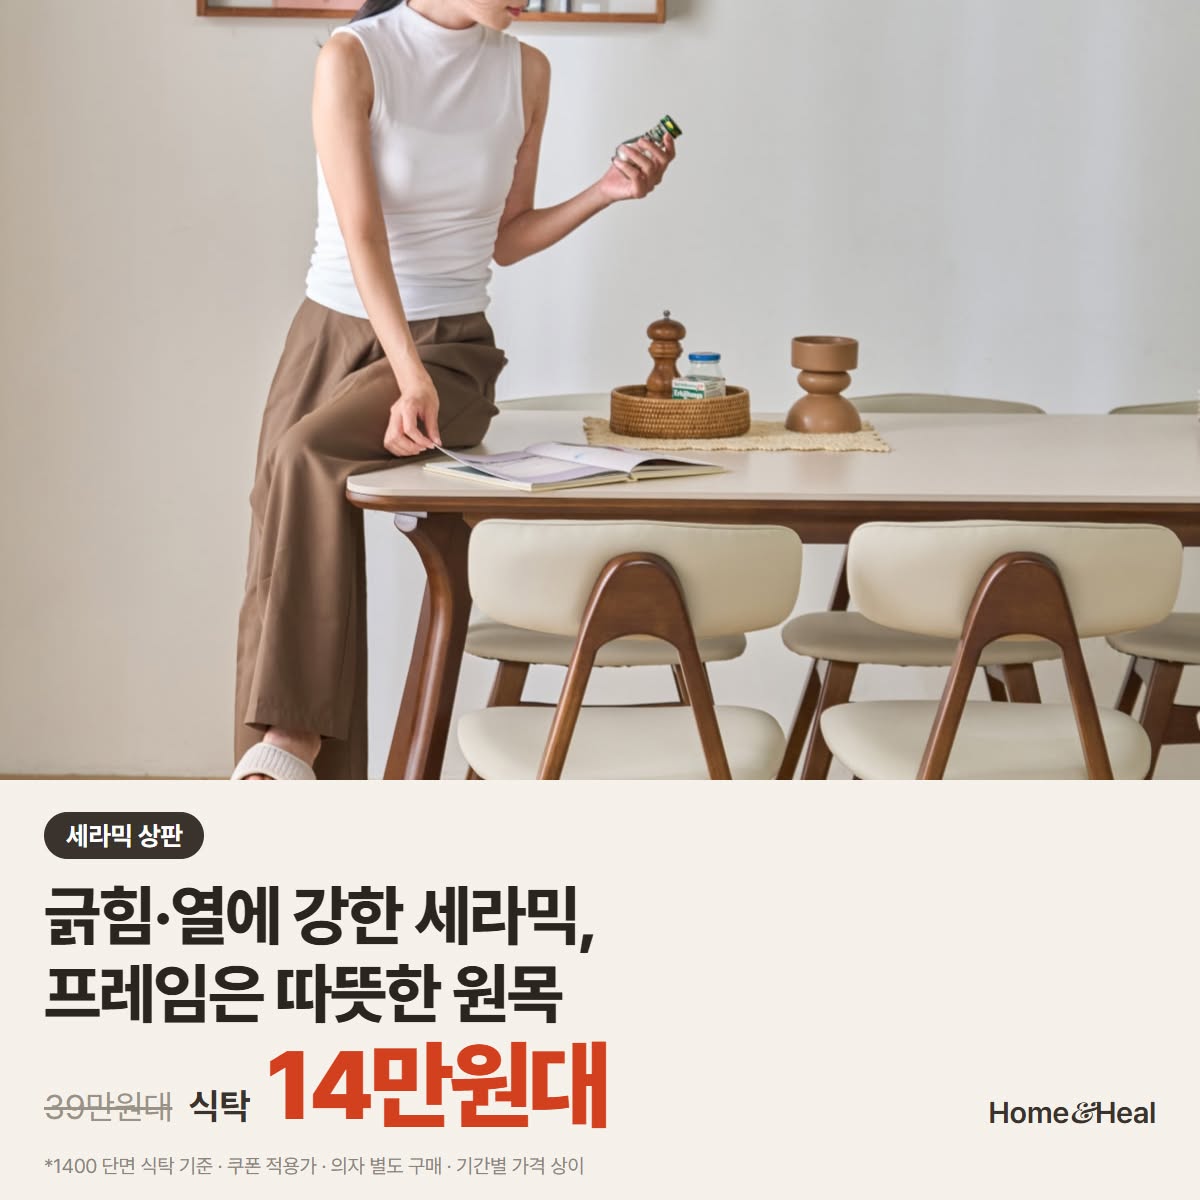 세라믹 상판
긁힘·열에 강한 세라믹,
프레임은 따뜻한 원목
39만원대 식탁 14만원대
Home&Heal
*1400 단면 식탁 기준 · 쿠폰 적용가 · 의자 별도 구매 · 기간별 가격 상이